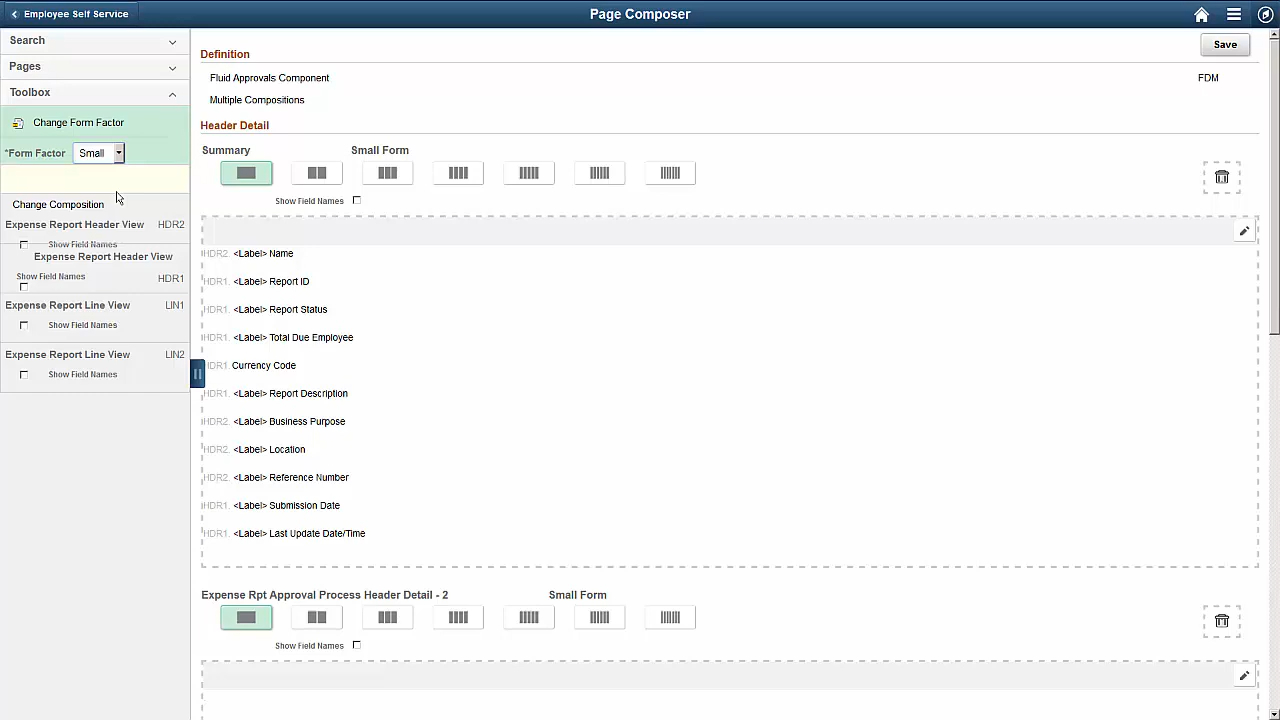 Employee Self Service
Page Composer
Search
Pages
Toolbox
Change Form Factor
*Form Factor Small
Change Composition
Expense Report Header View HDR2
Show Field Names
Expense Report Header View
Show Field Names
HDR1
Expense Report Line View LIN1
Show Field Names
Expense Report Line View LIN2
Show Field Names
Save
Definition
Fluid Approvals Component FDM
Multiple Compositions
Header Detail
Summary Small Form
Show Field Names
HDR2. <Label> Name
HDR1. <Label> Report ID
HDR1. <Label> Report Status
HDR1. <Label> Total Due Employee
HDR1. Currency Code
HDR1. <Label> Report Description
HDR2. <Label> Business Purpose
HDR2. <Label> Location
HDR2. <Label> Reference Number
HDR1. <Label> Submission Date
HDR1. <Label> Last Update Date/Time
Expense Rpt Approval Process Header Detail - 2 Small Form
Show Field Names